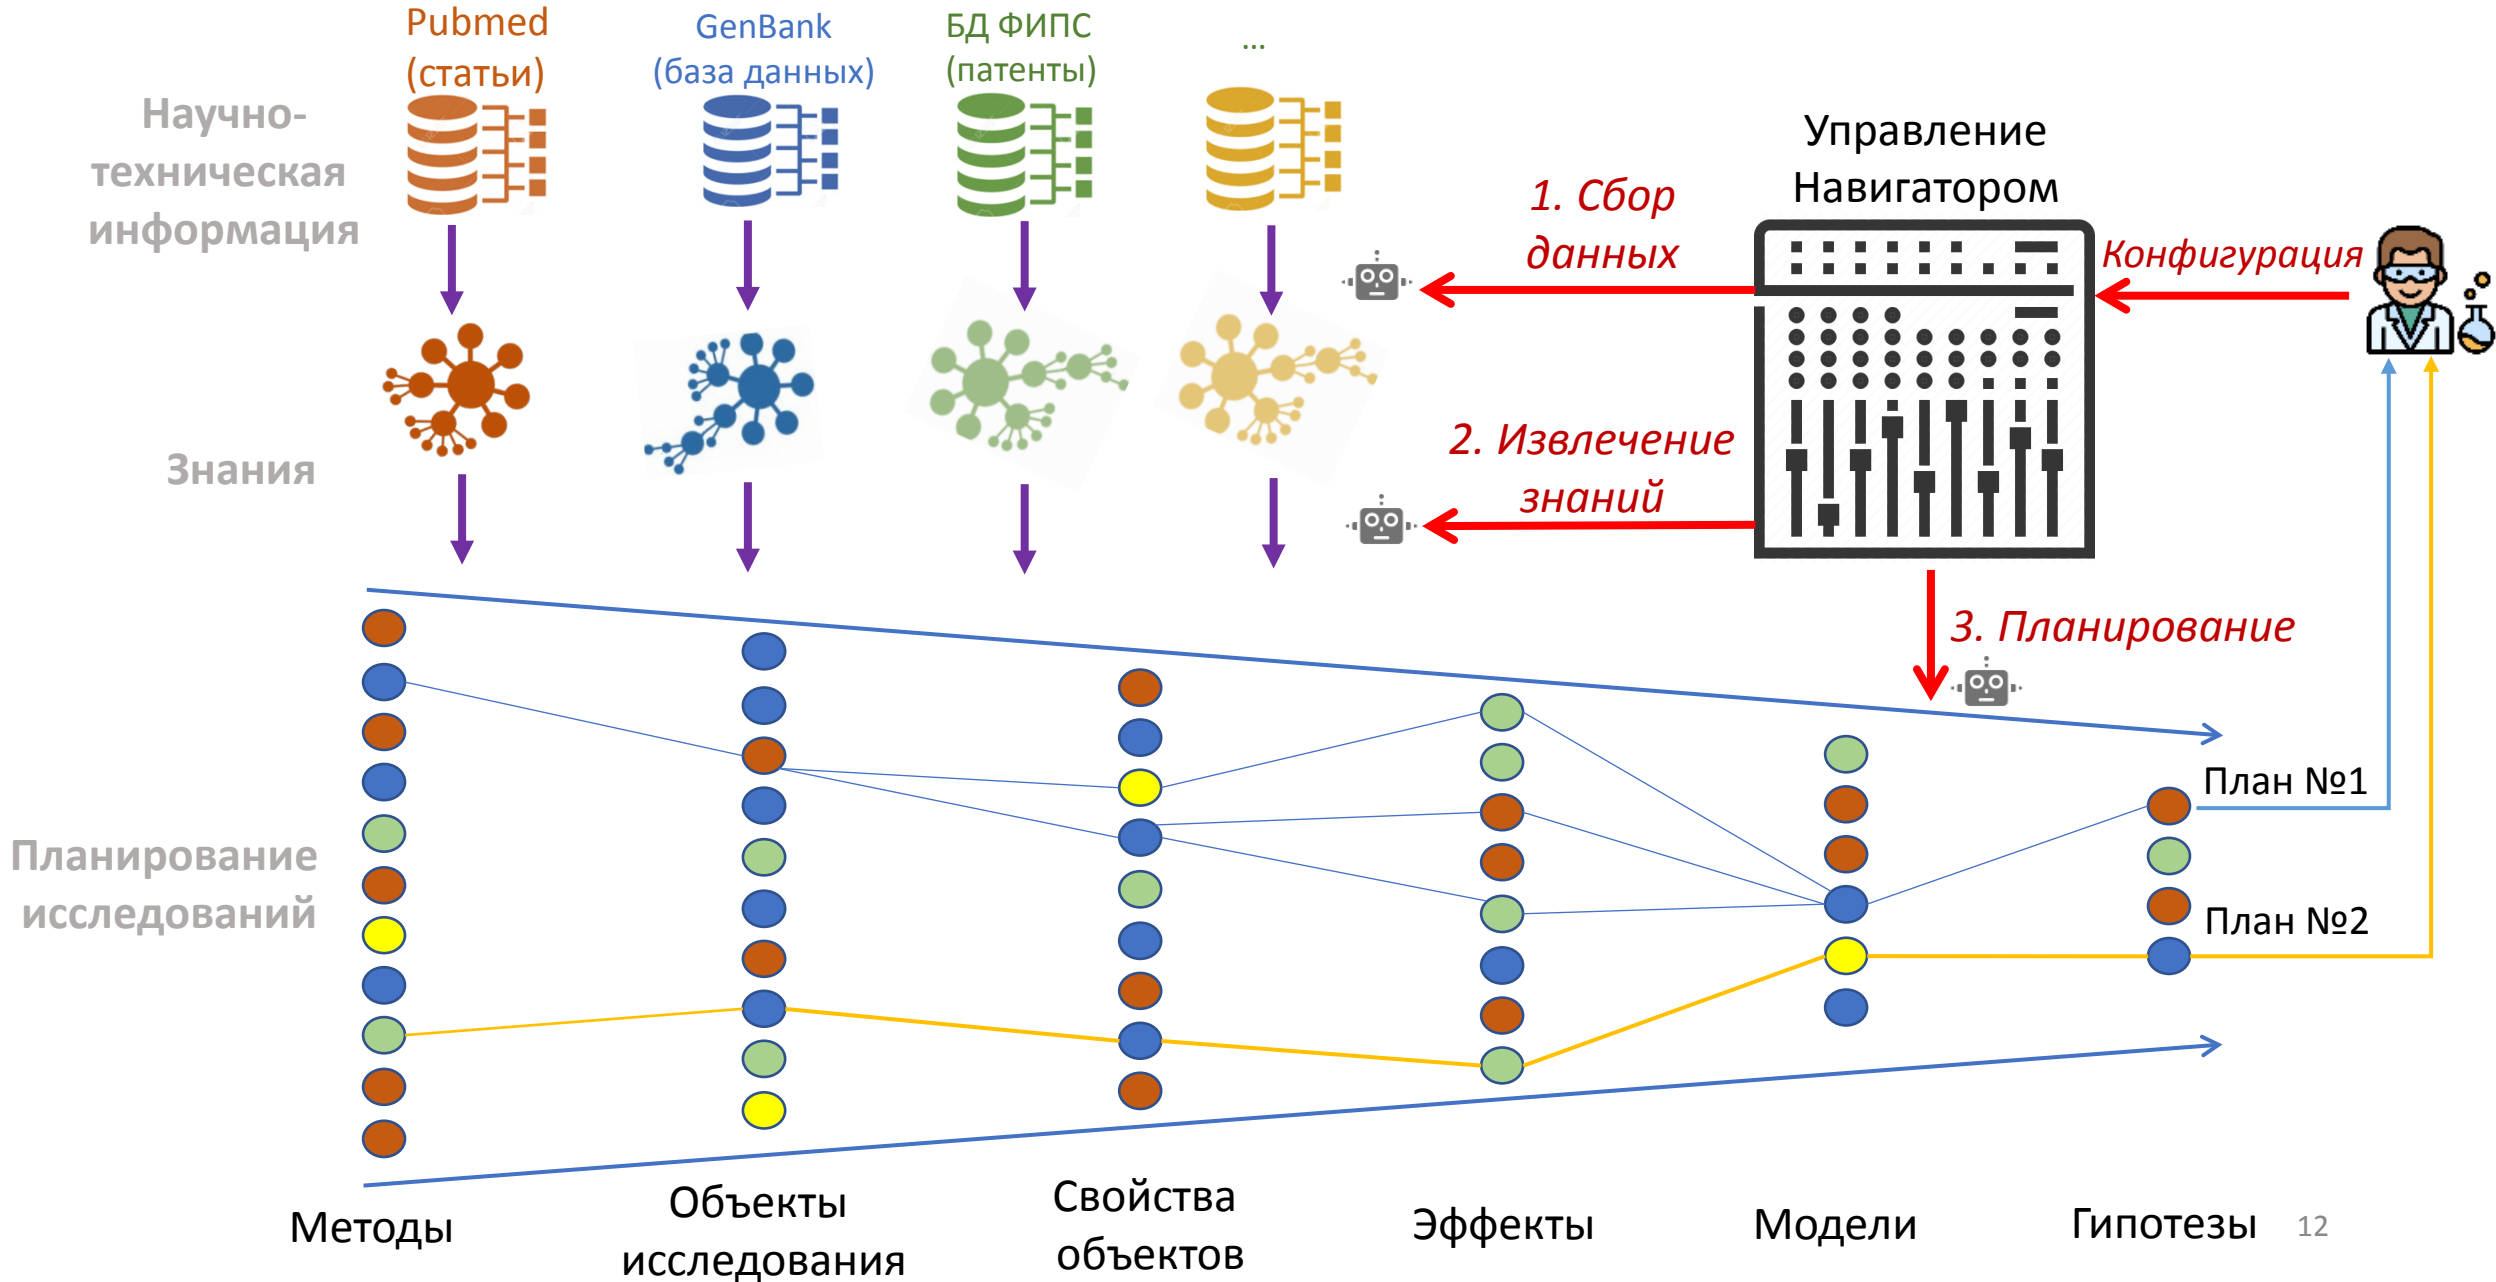 Pubmed
(статьи)
GenBank
(база данных)
БД ФИПС
(патенты)
...
Научно-
техническая
информация
Управление
Навигатором
1. Сбор
данных
Конфигурация
2. Извлечение
знаний
Знания
3. Планирование
План №1
Планирование
исследований
План №2
Методы
Объекты
исследования
Свойства
объектов
Эффекты
Модели
Гипотезы
12